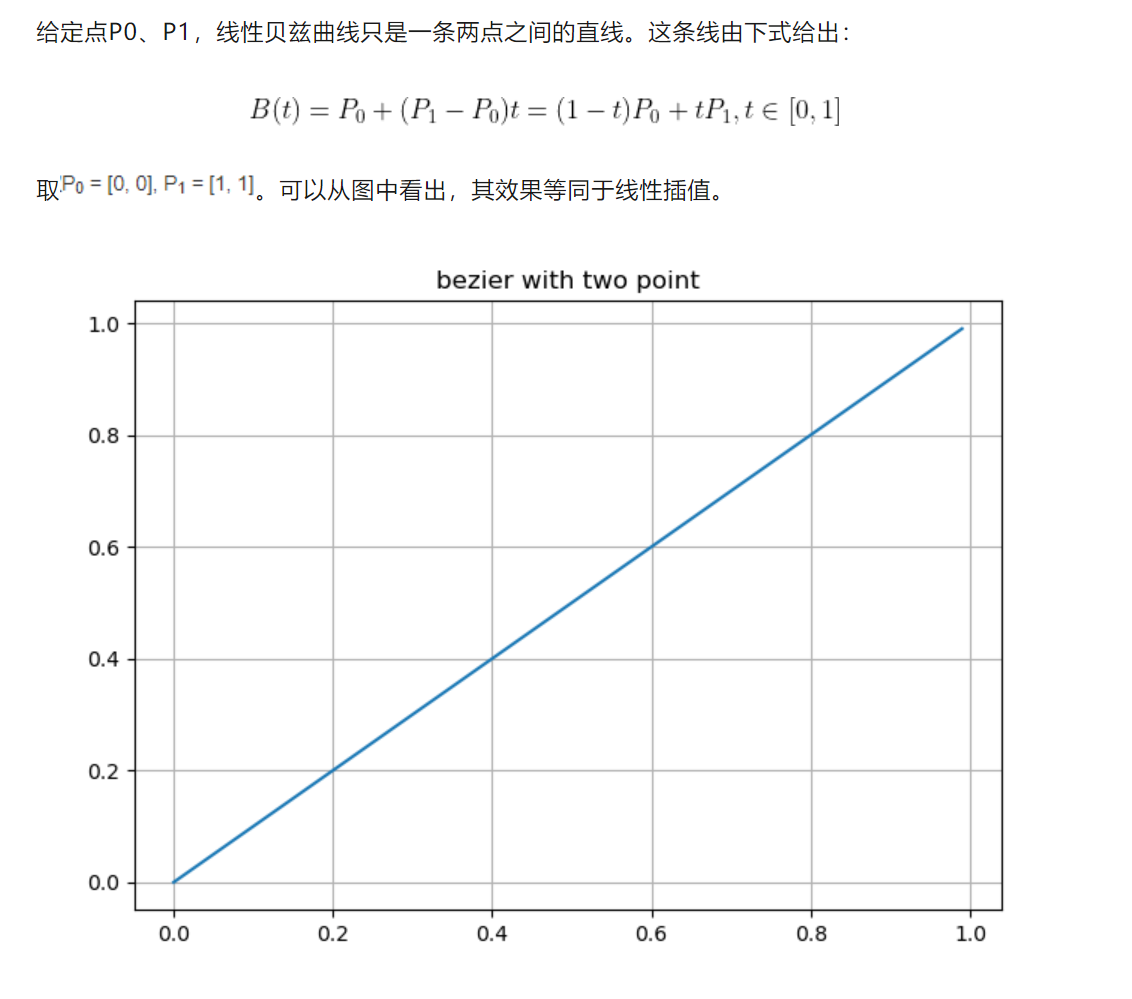 给定点P0、P1，线性贝兹曲线只是一条两点之间的直线。这条线由下式给出：
B(t) = P₀ + (P₁ − P₀)t = (1 − t)P₀ + tP₁, t ∈ [0, 1]
取P₀ = [0, 0], P₁ = [1, 1]。可以从图中看出，其效果等同于线性插值。
bezier with two point
1.0
0.8
0.6
0.4
0.2
0.0
0.0 0.2 0.4 0.6 0.8 1.0